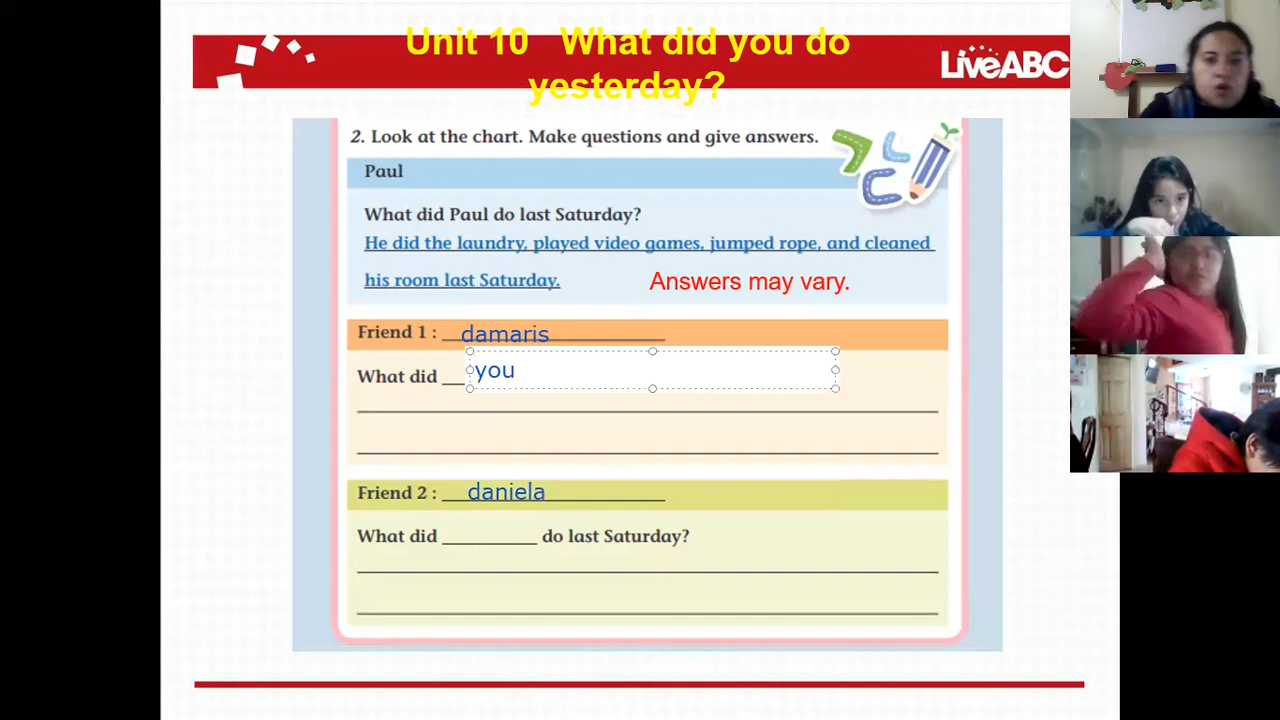 Unit 10 What did you do
yesterday?
LiveABC
2. Look at the chart. Make questions and give answers.
Paul
What did Paul do last Saturday?
He did the laundry, played video games, jumped rope, and cleaned
his room last Saturday.
Answers may vary.
Friend 1 : damaris
What did you
Friend 2 : daniela
What did __________ do last Saturday?